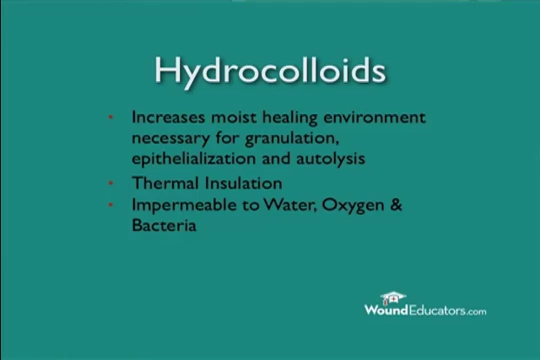 Hydrocolloids
• Increases moist healing environment
necessary for granulation,
epithelialization and autolysis
• Thermal Insulation
• Impermeable to Water, Oxygen &
Bacteria
WoundEducators.com